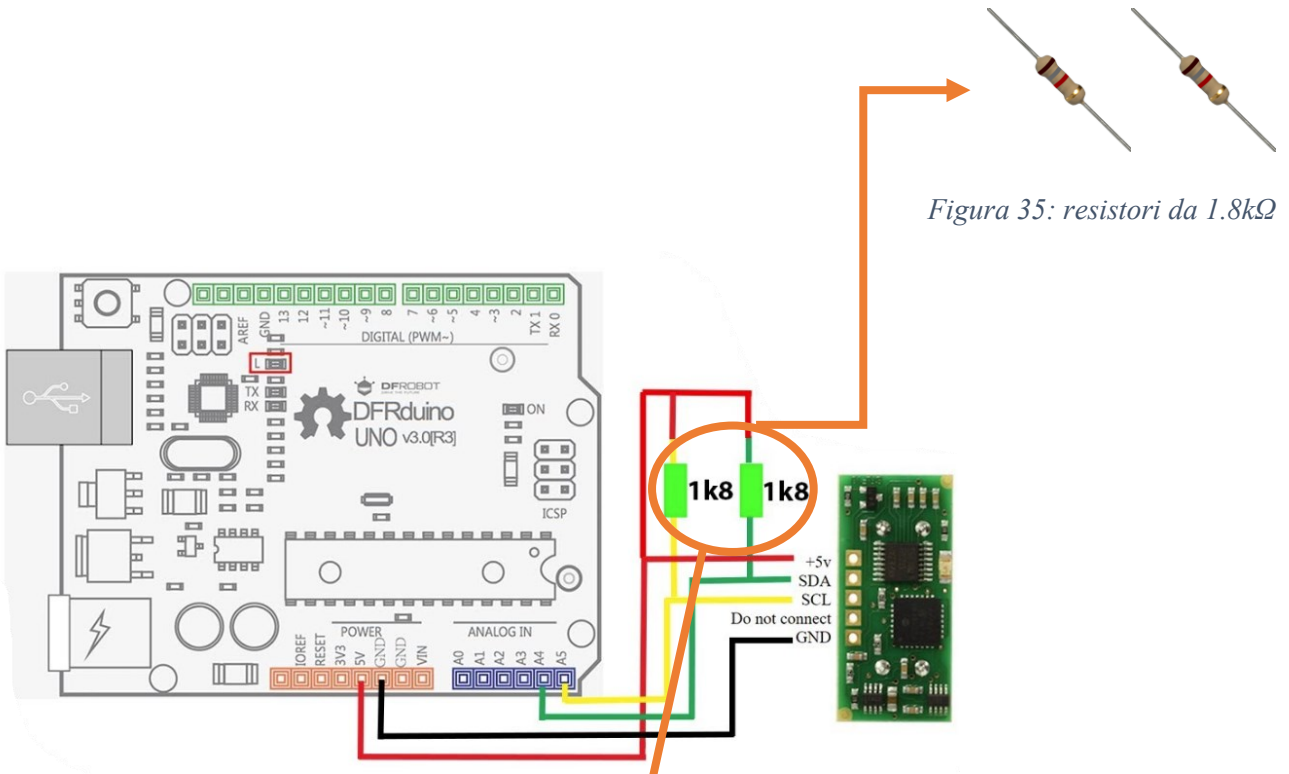 Figura 35: resistori da 1.8kΩ
AREF
GND
13
12
~11
~10
~9
8
7
~6
~5
4
~3
2
TX 1
RX 0
DIGITAL (PWM~)
L
TX
RX
DFROBOT
DFRduino
UNO v3.0[R3]
ON
ICSP
1k8
1k8
+5v
SDA
SCL
Do not connect
GND
POWER
ANALOG IN
IOREF
RESET
3V3
5V
GND
GND
VIN
A0
A1
A2
A3
A4
A5